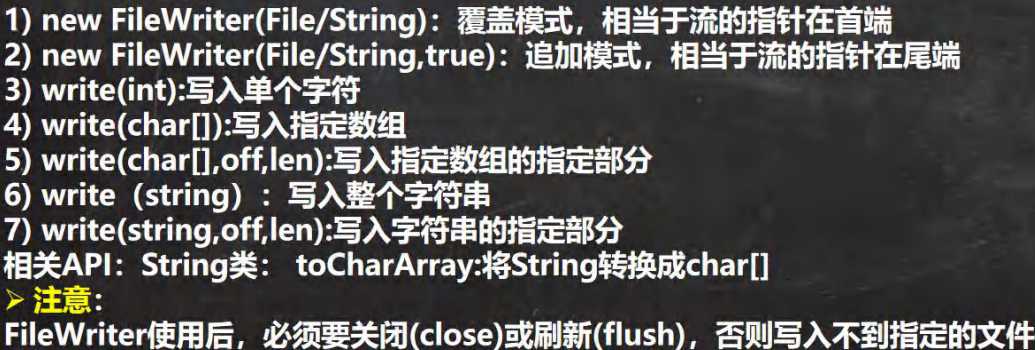 1) new FileWriter(File/String)：覆盖模式，相当于流的指针在首端
2) new FileWriter(File/String,true)：追加模式，相当于流的指针在尾端
3) write(int):写入单个字符
4) write(char[]):写入指定数组
5) write(char[],off,len):写入指定数组的指定部分
6) write（string）：写入整个字符串
7) write(string,off,len):写入字符串的指定部分
相关API：String类： toCharArray:将String转换成char[]
➢ 注意：
FileWriter使用后，必须要关闭(close)或刷新(flush)，否则写入不到指定的文件